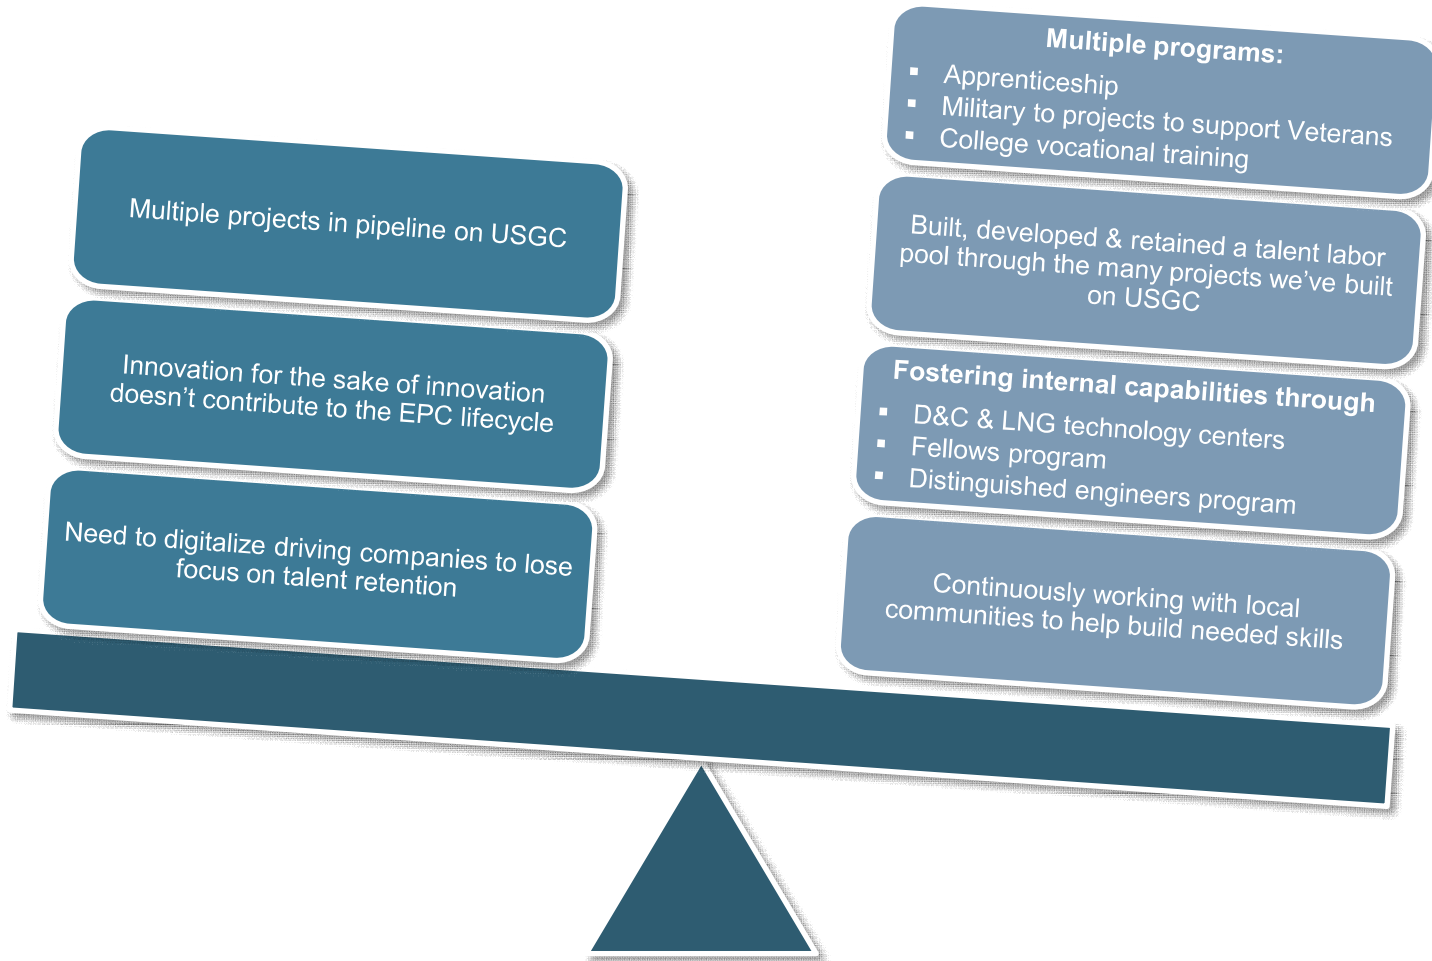 Multiple projects in pipeline on USGC
Innovation for the sake of innovation
doesn’t contribute to the EPC lifecycle
Need to digitalize driving companies to lose
focus on talent retention
Multiple programs:
▪ Apprenticeship
▪ Military to projects to support Veterans
▪ College vocational training
Built, developed & retained a talent labor
pool through the many projects we’ve built
on USGC
Fostering internal capabilities through
▪ D&C & LNG technology centers
▪ Fellows program
▪ Distinguished engineers program
Continuously working with local
communities to help build needed skills